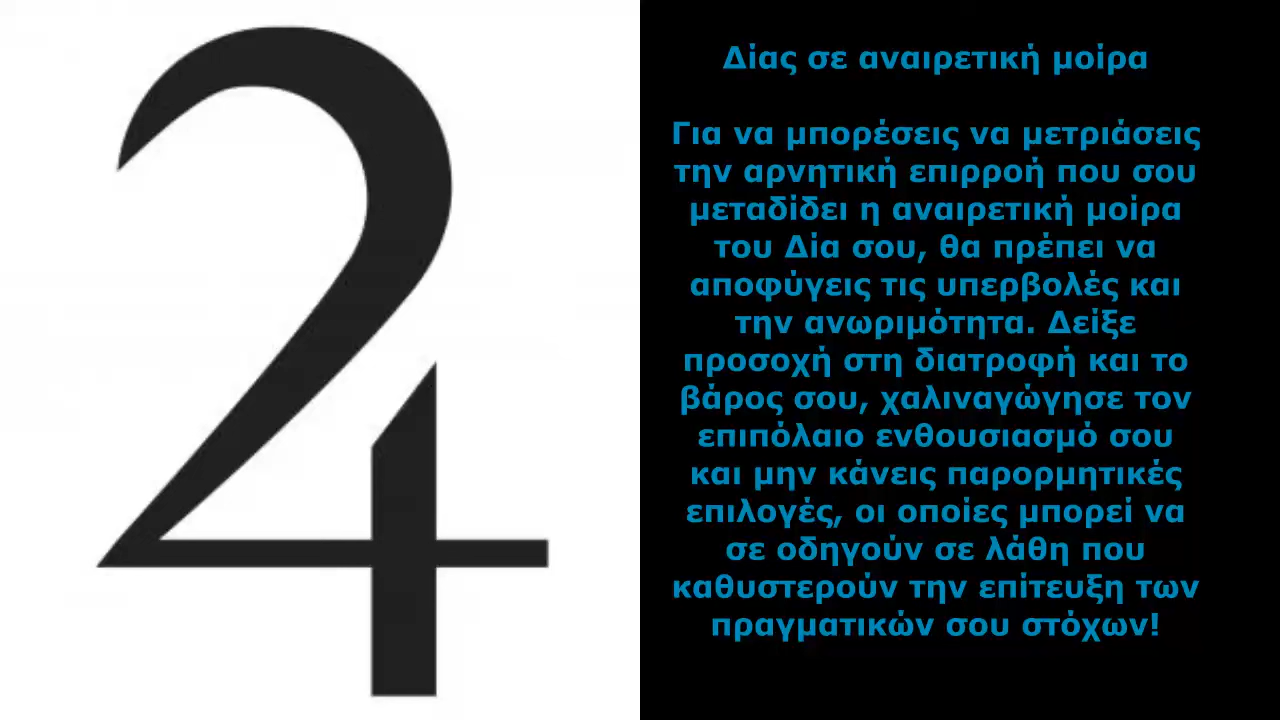 Δίας σε αναιρετική μοίρα
Για να μπορέσεις να μετριάσεις
την αρνητική επιρροή που σου
μεταδίδει η αναιρετική μοίρα
του Δία σου, θα πρέπει να
αποφύγεις τις υπερβολές και
την ανωριμότητα. Δείξε
προσοχή στη διατροφή και το
βάρος σου, χαλιναγώγησε τον
επιπόλαιο ενθουσιασμό σου
και μην κάνεις παρορμητικές
επιλογές, οι οποίες μπορεί να
σε οδηγούν σε λάθη που
καθυστερούν την επίτευξη των
πραγματικών σου στόχων!